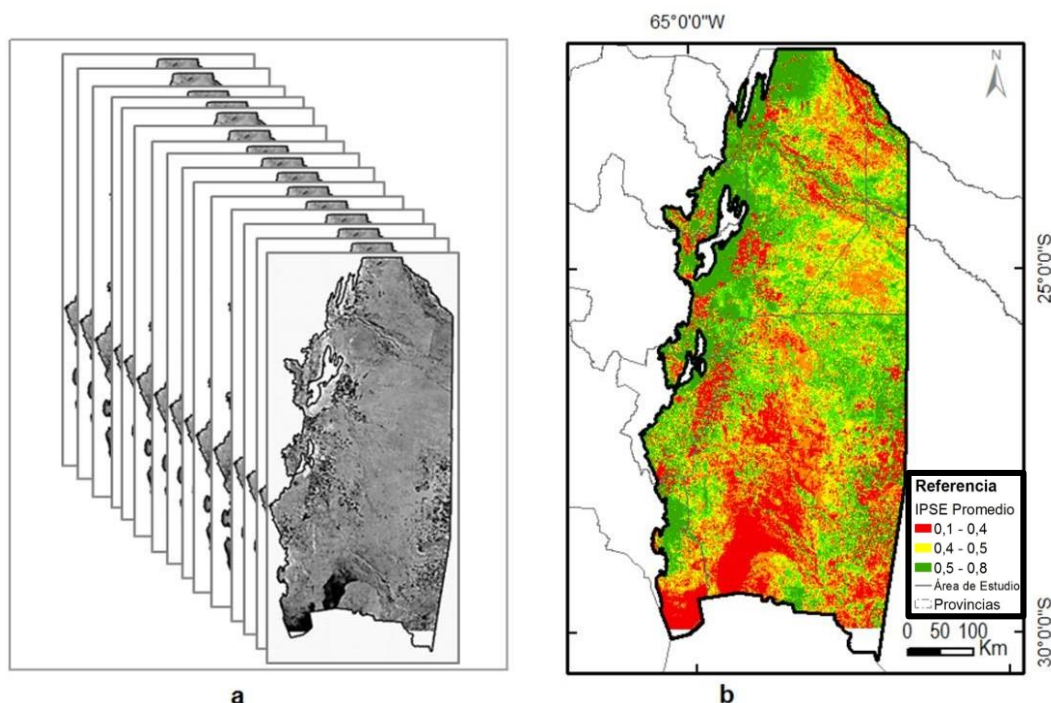 65°0'0"W
N
25°0'0"S
Referencia
IPSE Promedio
0,1 - 0,4
0,4 - 0,5
0,5 - 0,8
Área de Estudio
Provincias
0 50 100
Km
30°0'0"S
a
b